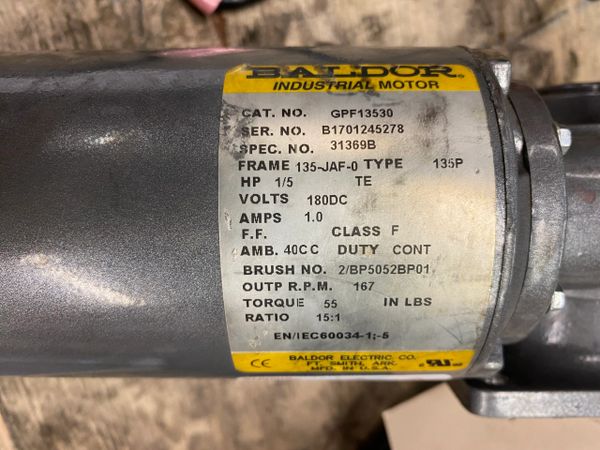 BALDOR®
INDUSTRIAL MOTOR
CAT. NO. GPF13530
SER. NO. B1701245278
SPEC. NO. 31369B
FRAME 135-JAF-0 TYPE 135P
HP 1/5 TE
VOLTS 180DC
AMPS 1.0
F.F. CLASS F
AMB. 40CC DUTY CONT
BRUSH NO. 2/BP5052BP01
OUTP R.P.M. 167
TORQUE 55 IN LBS
RATIO 15:1
EN/IEC60034-1;-5
CE BALDOR ELECTRIC CO.
FT. SMITH, ARK.
MFD. IN U.S.A.